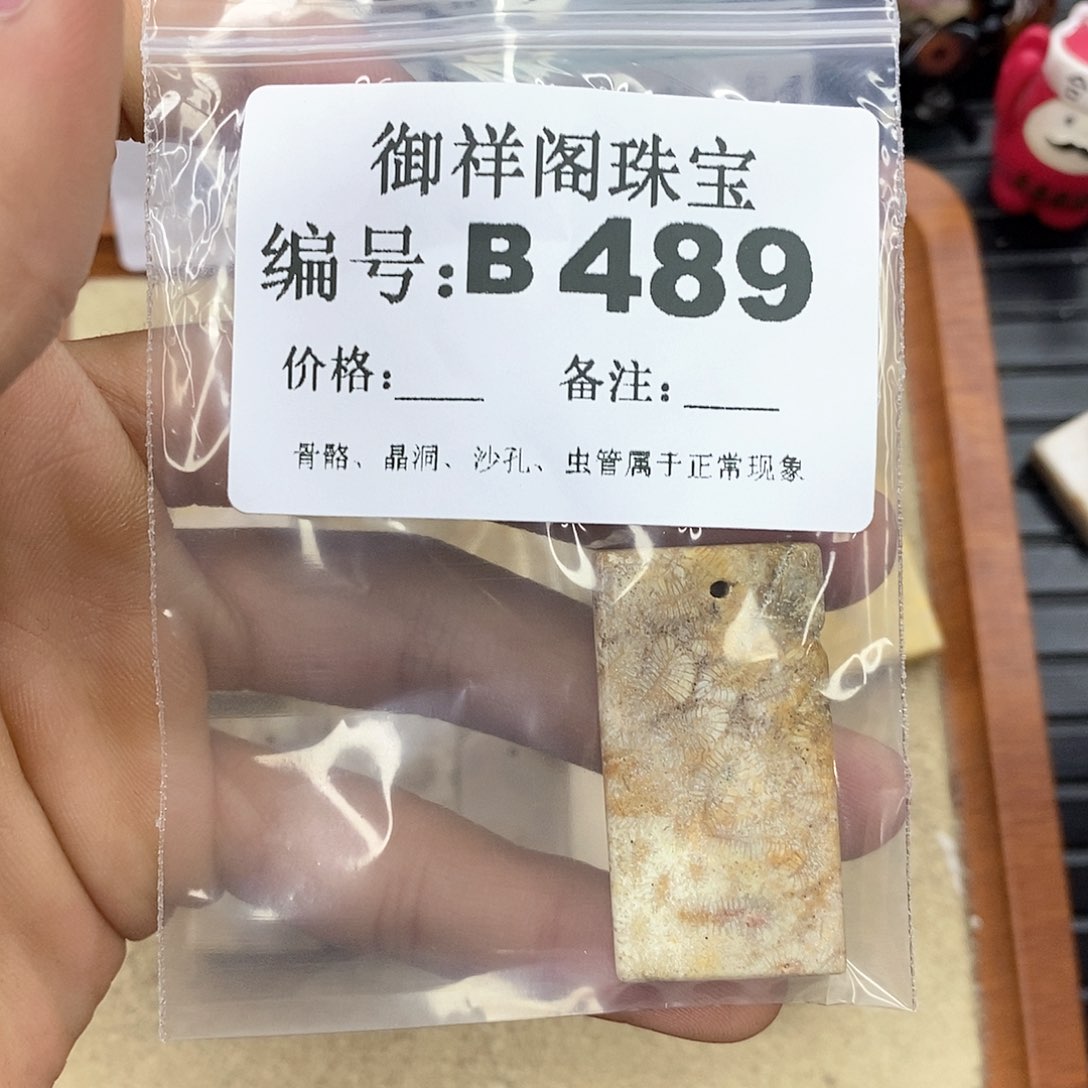 御祥阁珠宝
编号:B489
价格:____ 备注:____
骨骼、晶洞、沙孔、虫管属于正常现象